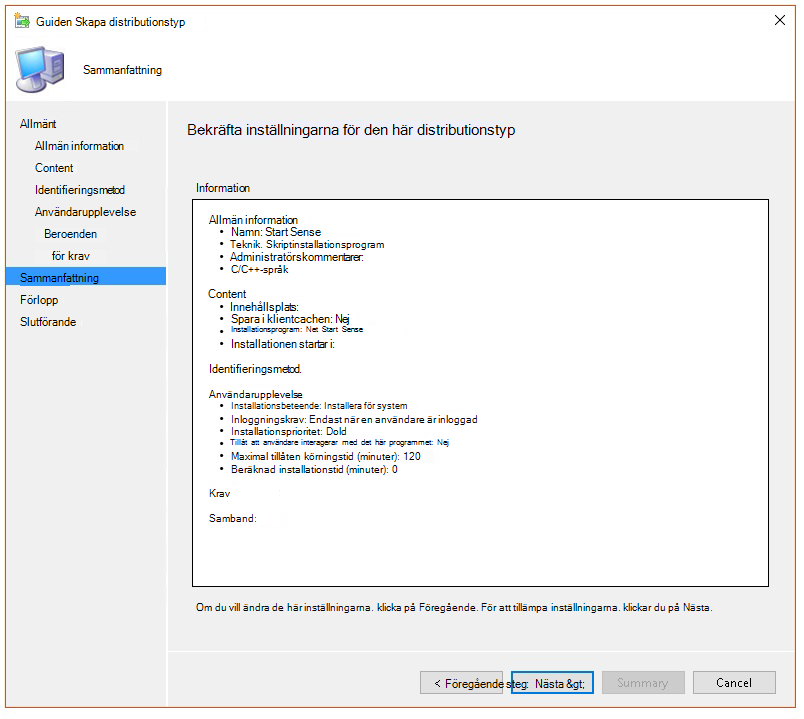 Guiden Skapa distributionstyp
Sammanfattning
Allmänt
Allmän information
Content
Identifieringsmetod
Användarupplevelse
Beroenden
för krav
Sammanfattning
Förlopp
Slutförande
Bekräfta inställningarna för den här distributionstyp
Information
Allmän information
• Namn: Start Sense
• Teknik. Skriptinstallationsprogram
• Administratörskommentarer:
• C/C++-språk
Content
• Innehållsplats:
• Spara i klientcachen: Nej
• Installationsprogram: Net Start Sense
• Installationen startar i:
Identifieringsmetod.
Användarupplevelse
• Installationsbeteende: Installera för system
• Inloggningskrav: Endast när en användare är inloggad
• Installationsprioritet: Dold
• Tillåt att användare interagerar med det här programmet: Nej
• Maximal tillåten körningstid (minuter): 120
• Beräknad installationstid (minuter): 0
Krav
Samband:
Om du vill ändra de här inställningarna. klicka på Föregående. För att tillämpa inställningarna. klickar du på Nästa.
< Föregående steg: Nästa &gt; Summary Cancel